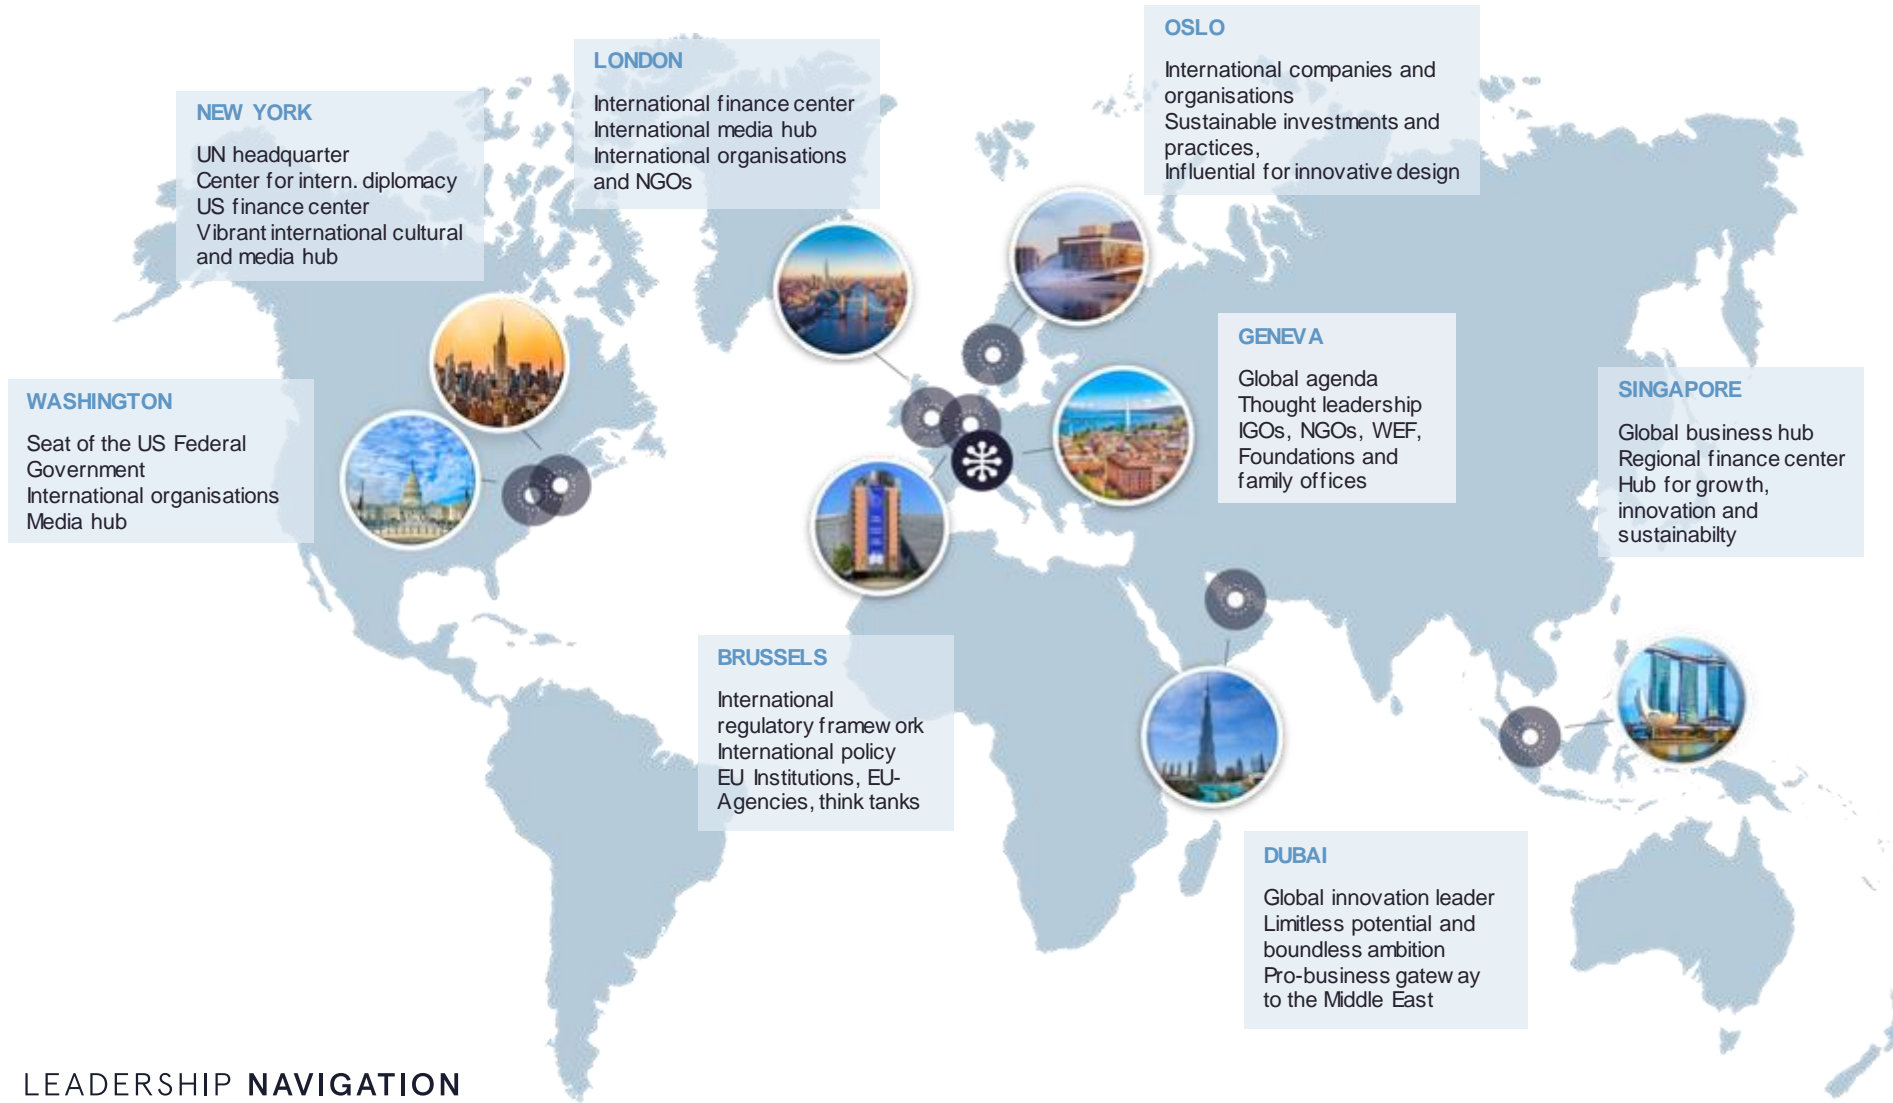 OSLO
International companies and
organisations
Sustainable investments and
practices,
Influential for innovative design
LONDON
International finance center
International media hub
International organisations
and NGOs
NEW YORK
UN headquarter
Center for intern. diplomacy
US finance center
Vibrant international cultural
and media hub
GENEVA
Global agenda
Thought leadership
IGOs, NGOs, WEF,
Foundations and
family offices
WASHINGTON
Seat of the US Federal
Government
International organisations
Media hub
SINGAPORE
Global business hub
Regional finance center
Hub for growth,
innovation and
sustainabilty
BRUSSELS
International
regulatory framework
International policy
EU Institutions, EU-
Agencies, think tanks
DUBAI
Global innovation leader
Limitless potential and
boundless ambition
Pro-business gateway
to the Middle East
LEADERSHIP NAVIGATION